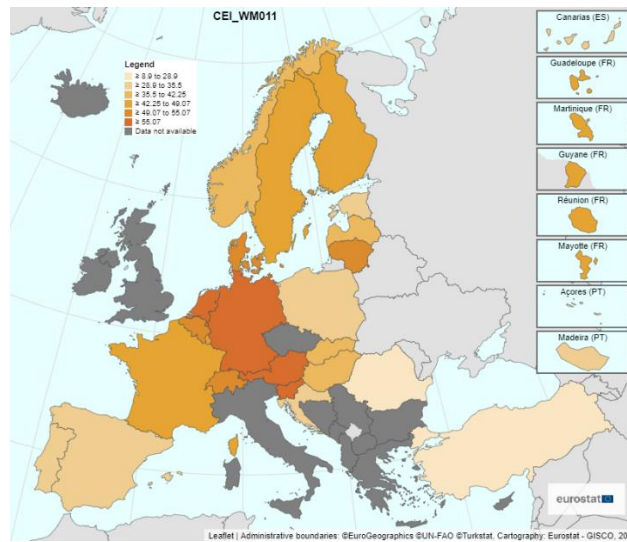 CEI_WM011
Legend
≥ 8.9 to 28.9
≥ 28.9 to 35.5
≥ 35.5 to 42.25
≥ 42.25 to 49.07
≥ 49.07 to 55.07
≥ 55.07
Data not available
Canarias (ES)
Guadeloupe (FR)
Martinique (FR)
Guyane (FR)
Réunion (FR)
Mayotte (FR)
Açores (PT)
Madeira (PT)
eurostat
Leaflet | Administrative boundaries: ©EuroGeographics ©UN-FAO ©Turkstat, Cartography: Eurostat - GISCO, 20